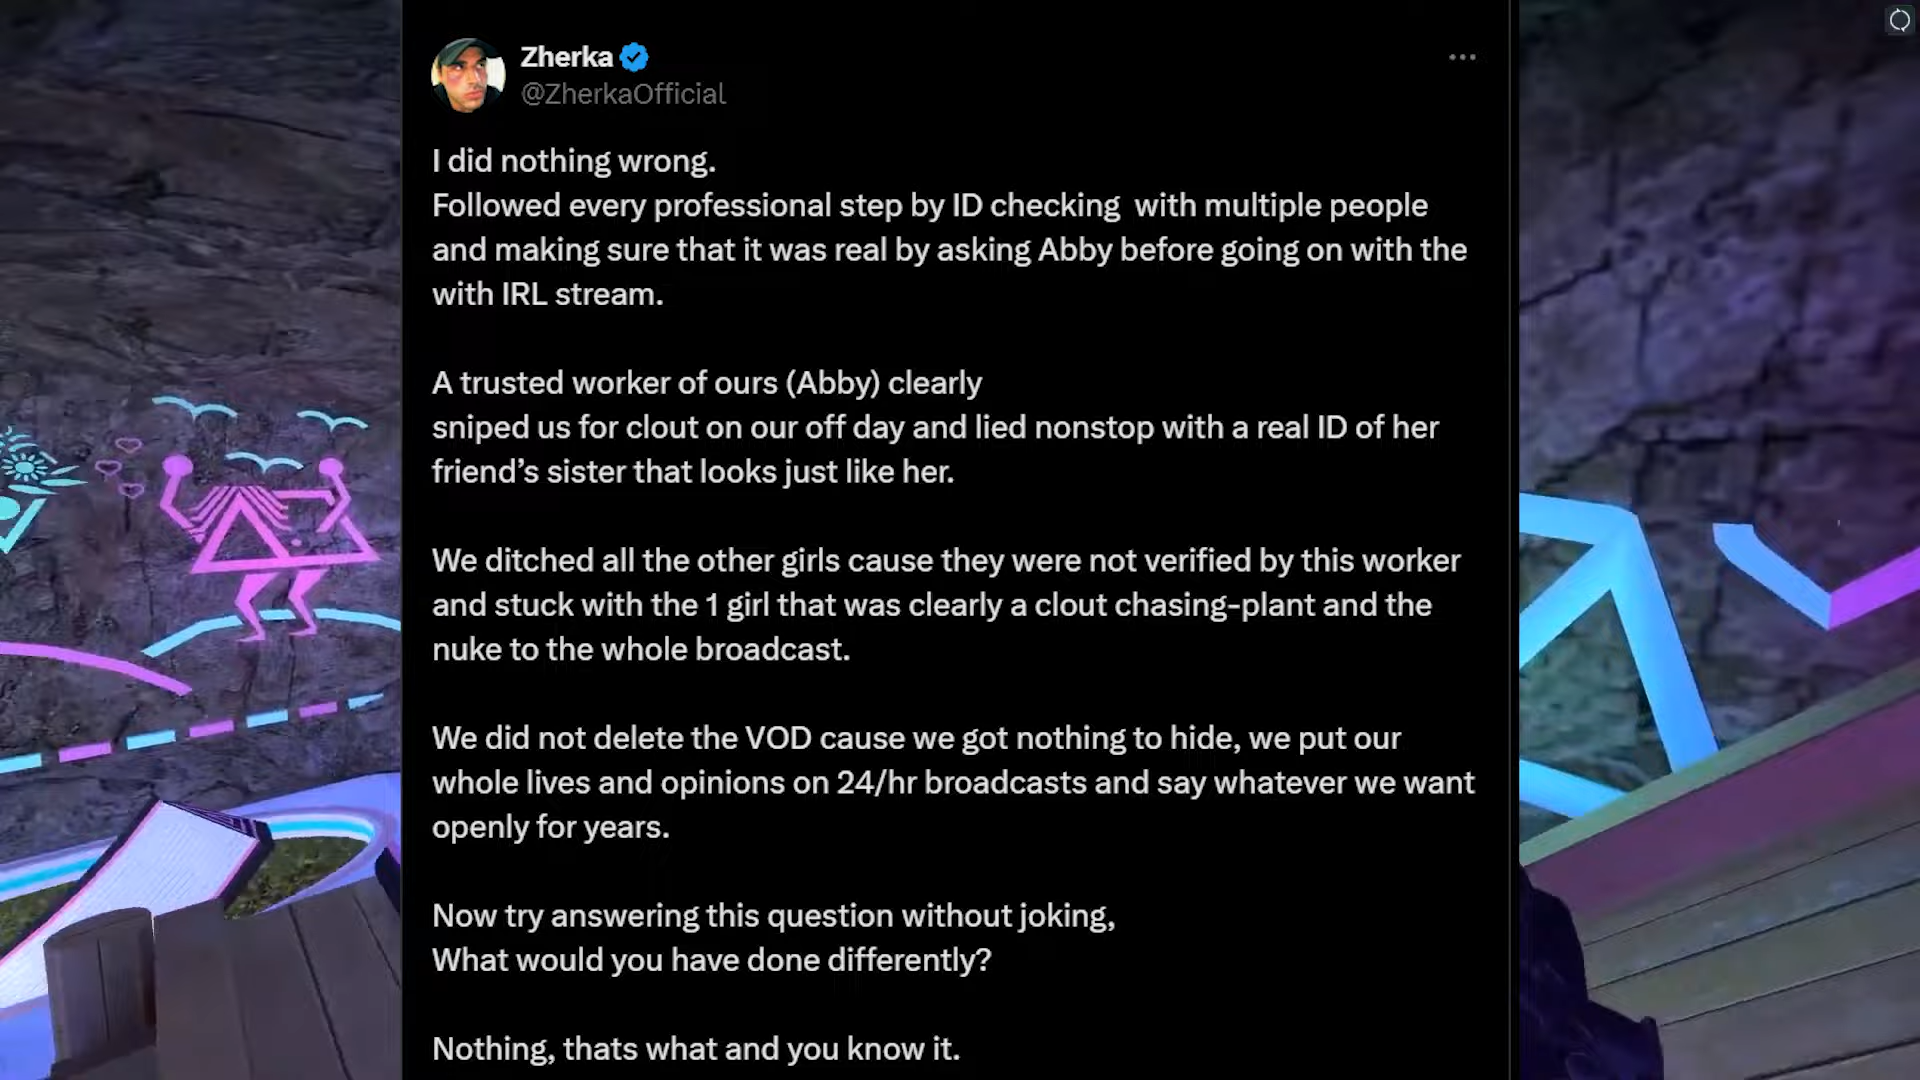 Zherka
@ZherkaOfficial
I did nothing wrong.
Followed every professional step by ID checking  with multiple people
and making sure that it was real by asking Abby before going on with the
with IRL stream.
A trusted worker of ours (Abby) clearly
sniped us for clout on our off day and lied nonstop with a real ID of her
friend’s sister that looks just like her.
We ditched all the other girls cause they were not verified by this worker
and stuck with the 1 girl that was clearly a clout chasing-plant and the
nuke to the whole broadcast.
We did not delete the VOD cause we got nothing to hide, we put our
whole lives and opinions on 24/hr broadcasts and say whatever we want
openly for years.
Now try answering this question without joking,
What would you have done differently?
Nothing, thats what and you know it.